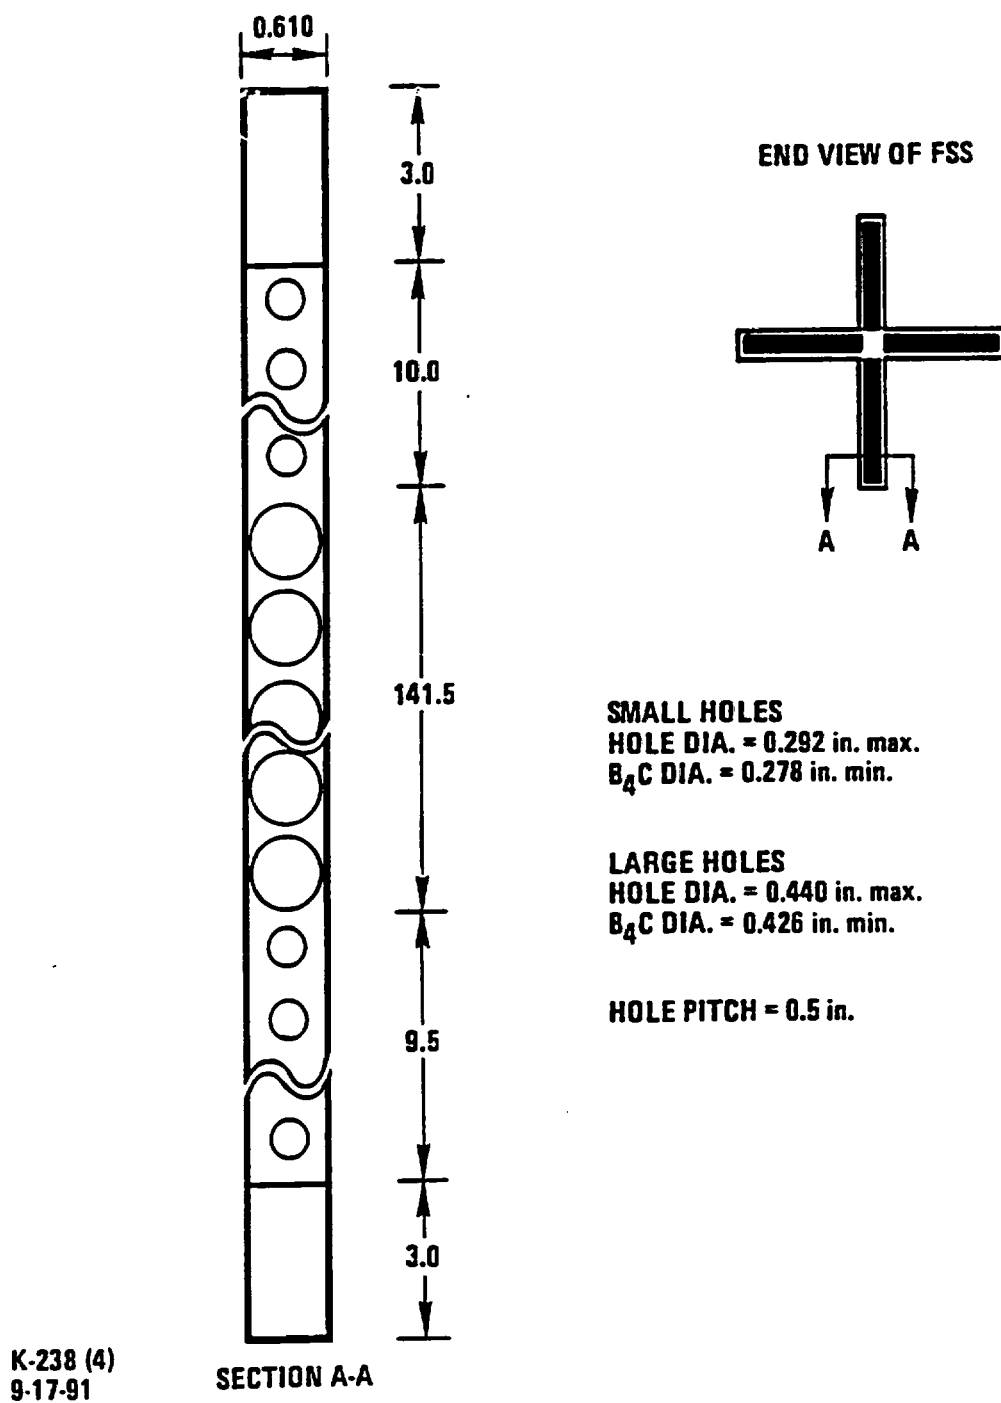 0.610
3.0
END VIEW OF FSS
10.0
A A
141.5
SMALL HOLES
HOLE DIA. = 0.292 in. max.
B4C DIA. = 0.278 in. min.
LARGE HOLES
HOLE DIA. = 0.440 in. max.
B4C DIA. = 0.426 in. min.
HOLE PITCH = 0.5 in.
9.5
3.0
K-238 (4)
9-17-91
SECTION A-A